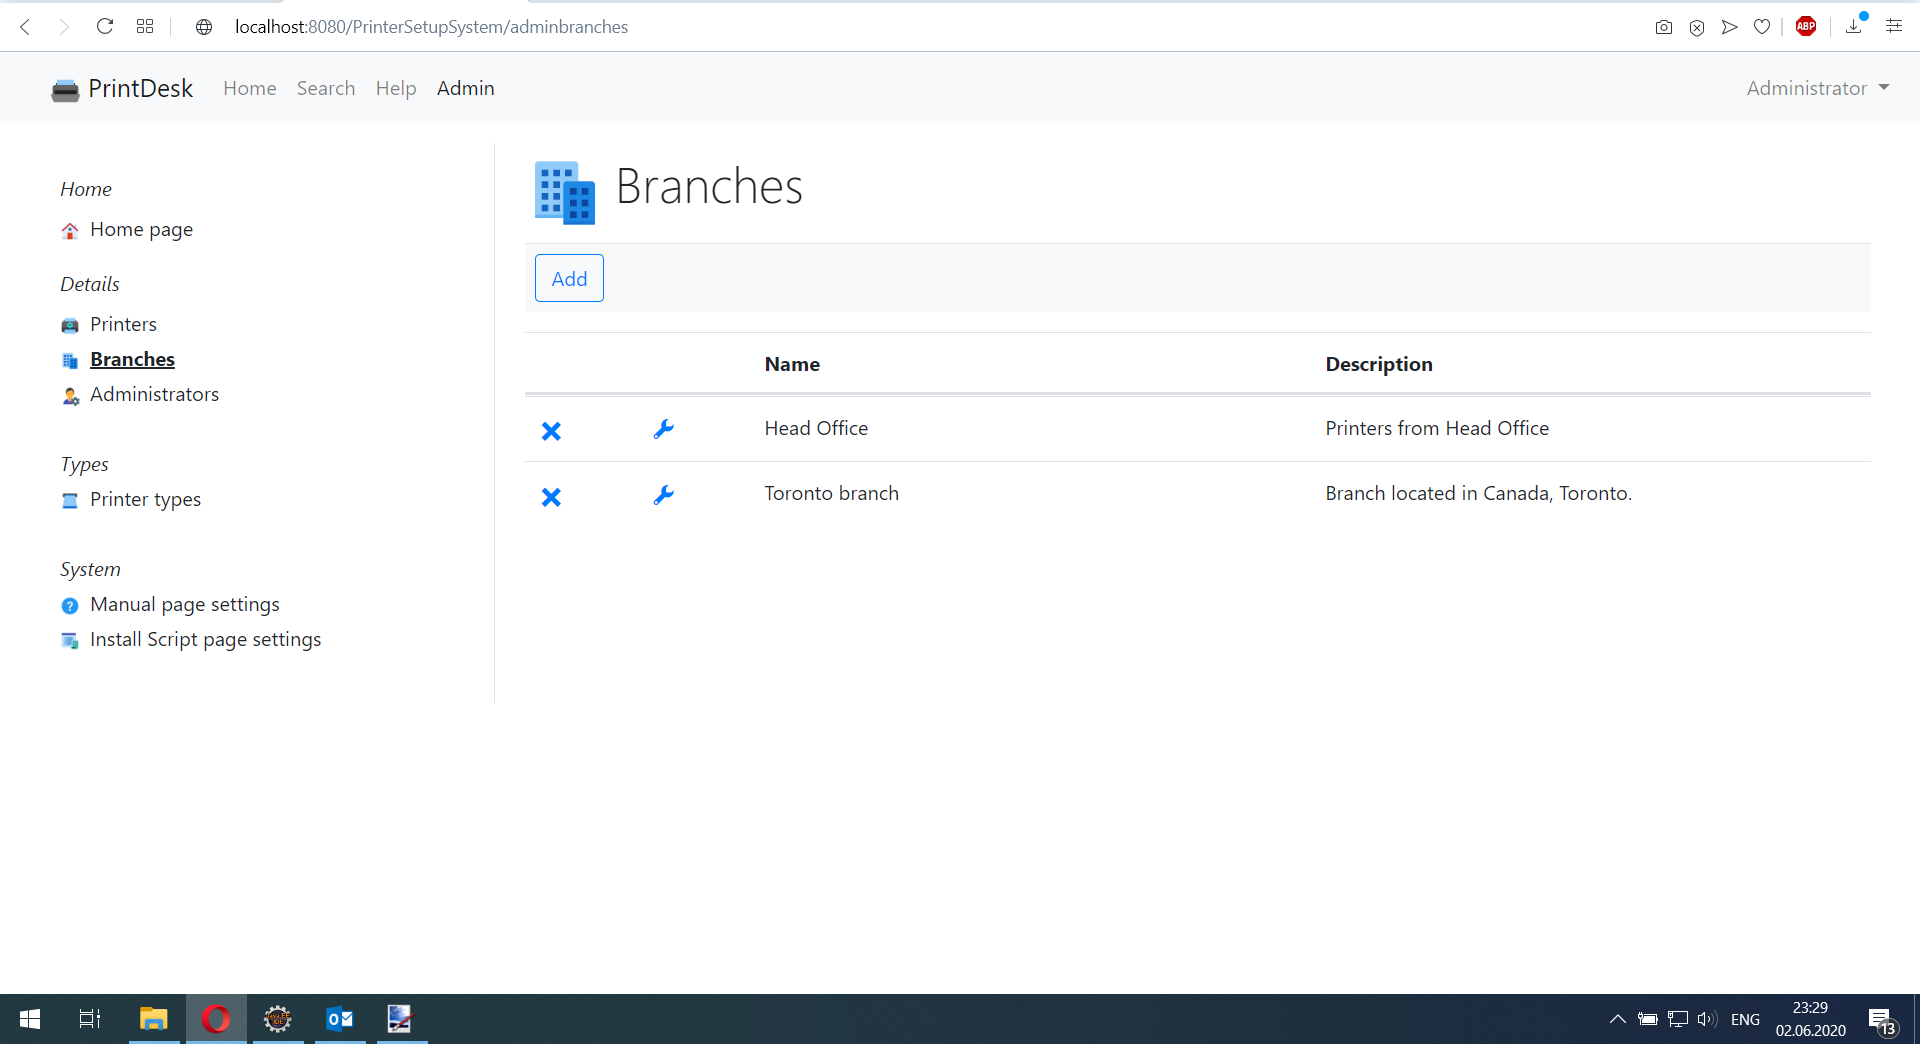 localhost:8080/PrinterSetupSystem/adminbranches
ABP
PrintDesk Home Search Help Admin Administrator
Home
Home page
Details
Printers
Branches
Administrators
Types
Printer types
System
Manual page settings
Install Script page settings
Branches
Add
Name Description
Head Office Printers from Head Office
Toronto branch Branch located in Canada, Toronto.
ENG
23:29
02.06.2020
13